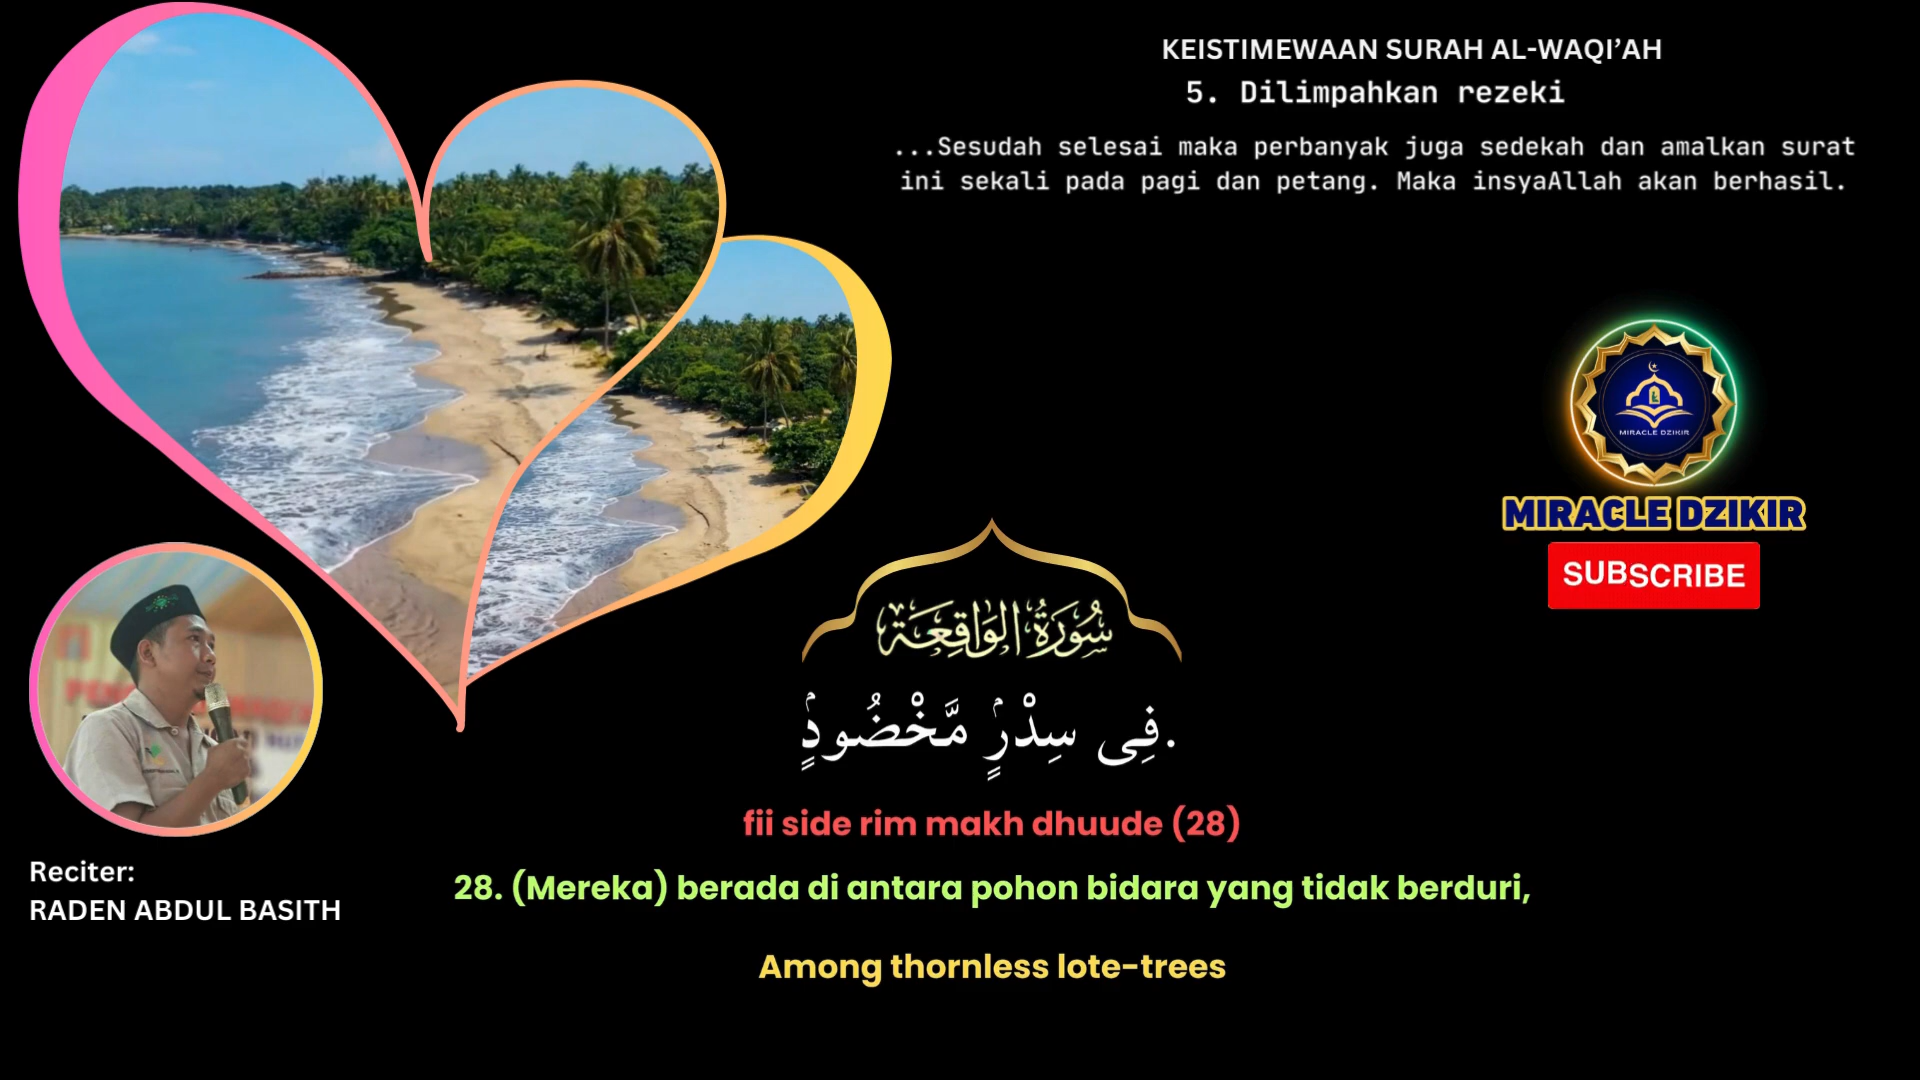 KEISTIMEWAAN SURAH AL-WAQI’AH
5. Dilimpahkan rezeki
...Sesudah selesai maka perbanyak juga sedekah dan amalkan surat
ini sekali pada pagi dan petang. Maka insyaAllah akan berhasil.
MIRACLE DZIKIR
MIRACLE DZIKIR
SUBSCRIBE
سُورَةُ الوَاقِعَة
.فِى سِدْرٍۢ مَّخْضُودٍۢ
fii side rim makh dhuude (28)
28. (Mereka) berada di antara pohon bidara yang tidak berduri,
Among thornless lote-trees
Reciter:
RADEN ABDUL BASITH